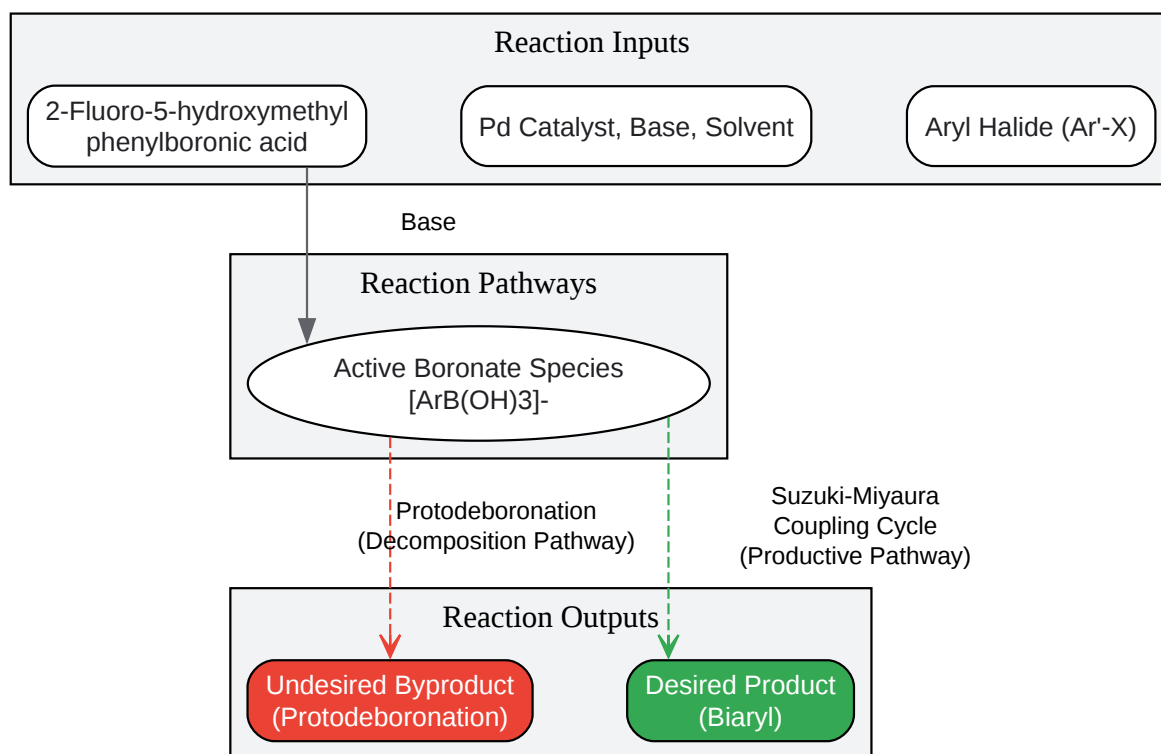 Reaction Inputs
2-Fluoro-5-hydroxymethyl
phenylboronic acid
Pd Catalyst, Base, Solvent
Aryl Halide (Ar'-X)
Base
Reaction Pathways
Active Boronate Species
[ArB(OH)3]-
Protodeboronation
(Decomposition Pathway)
Suzuki-Miyaura
Coupling Cycle
(Productive Pathway)
Reaction Outputs
Undesired Byproduct
(Protodeboronation)
Desired Product
(Biaryl)